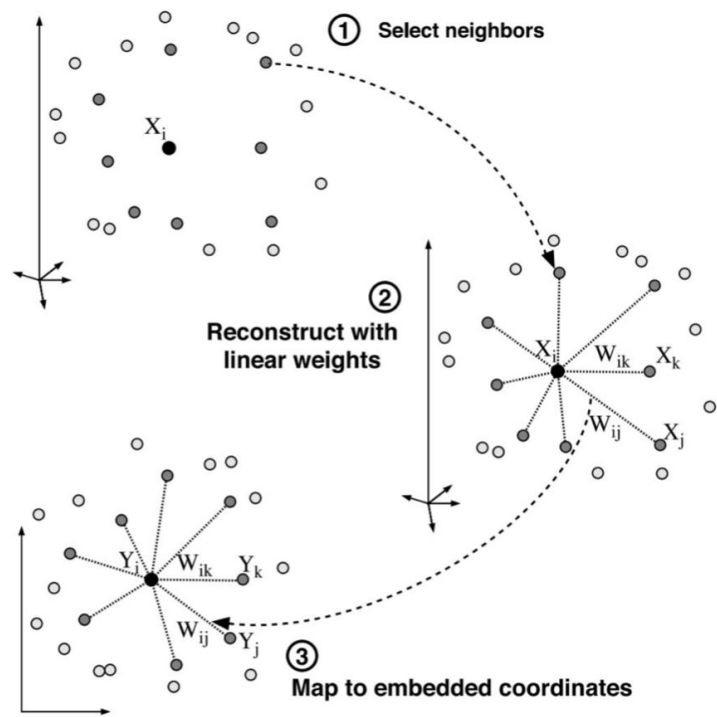 1 Select neighbors
Xi
2
Reconstruct with
linear weights
Xi
Wik
Xk
Wij
Xj
Yi
Wik
Yk
Wij
Yj
3
Map to embedded coordinates